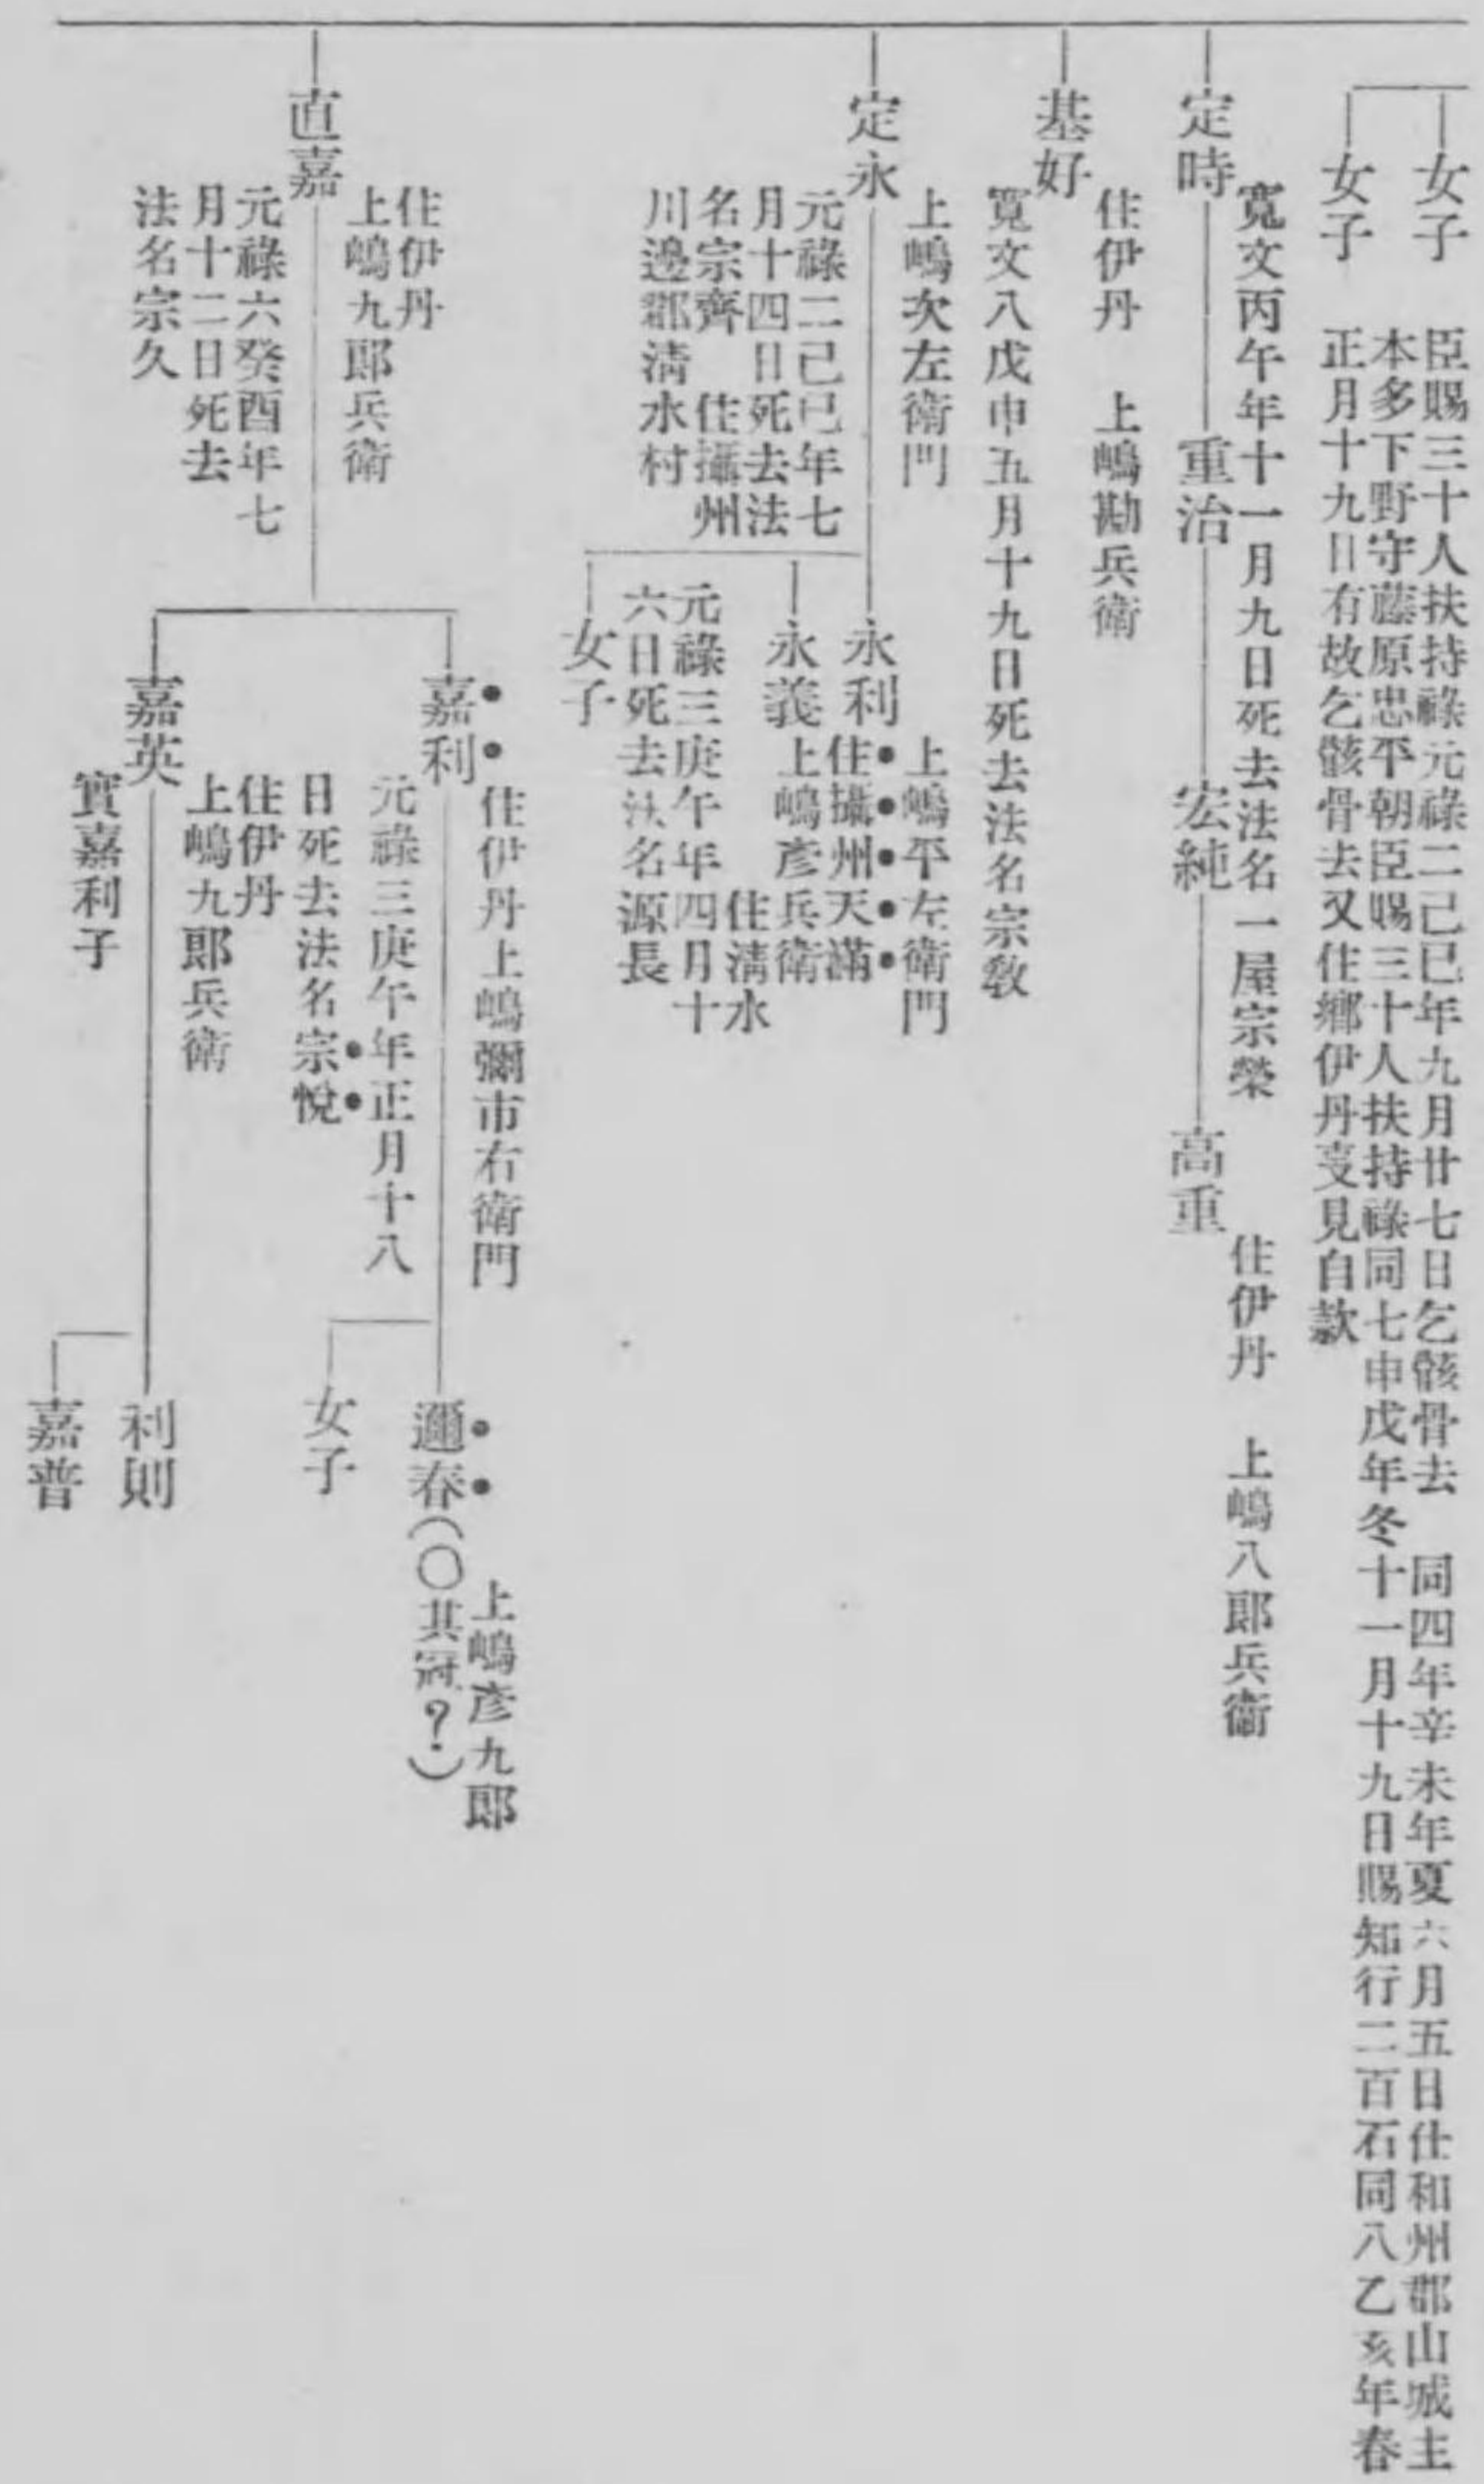 女子
臣賜三十人扶持祿元祿二己巳年九月廿七日乞骸骨去　同四年辛未年夏六月五日仕和州郡山城主
本多下野守藤原忠平朝臣賜三十人扶持祿同七申戊年冬十一月十九日賜知行二百石同八乙亥年春
女子
正月十九日有故乞骸骨去又住鄕伊丹㕝見自款
寬文丙午年十一月九日死去法名一屋宗榮
定時
重治
宏純
高重
住伊丹　上嶋八郎兵衞
住伊丹　上嶋勘兵衞
基好
寬文八戊申五月十九日死去法名宗敎
上嶋次左衞門
定永
元祿二己巳年七
月十四日死去法
名宗齊　住攝州
川邊郡淸水村
上嶋平左衞門
永利
住攝州天滿
永義
上嶋彥兵衞
住淸水
元祿三庚午年四月十
六日死去法名源長
女子
住伊丹
上嶋九郎兵衞
直嘉
元祿六癸酉年七
月十二日死去
法名宗久
住伊丹上嶋彌市右衞門
嘉利
元祿三庚午年正月十八
日死去法名宗悅
上嶋彥九郎
邇春(〇其冠?)
女子
住伊丹
上嶋九郎兵衞
嘉英
實嘉利子
利則
嘉普